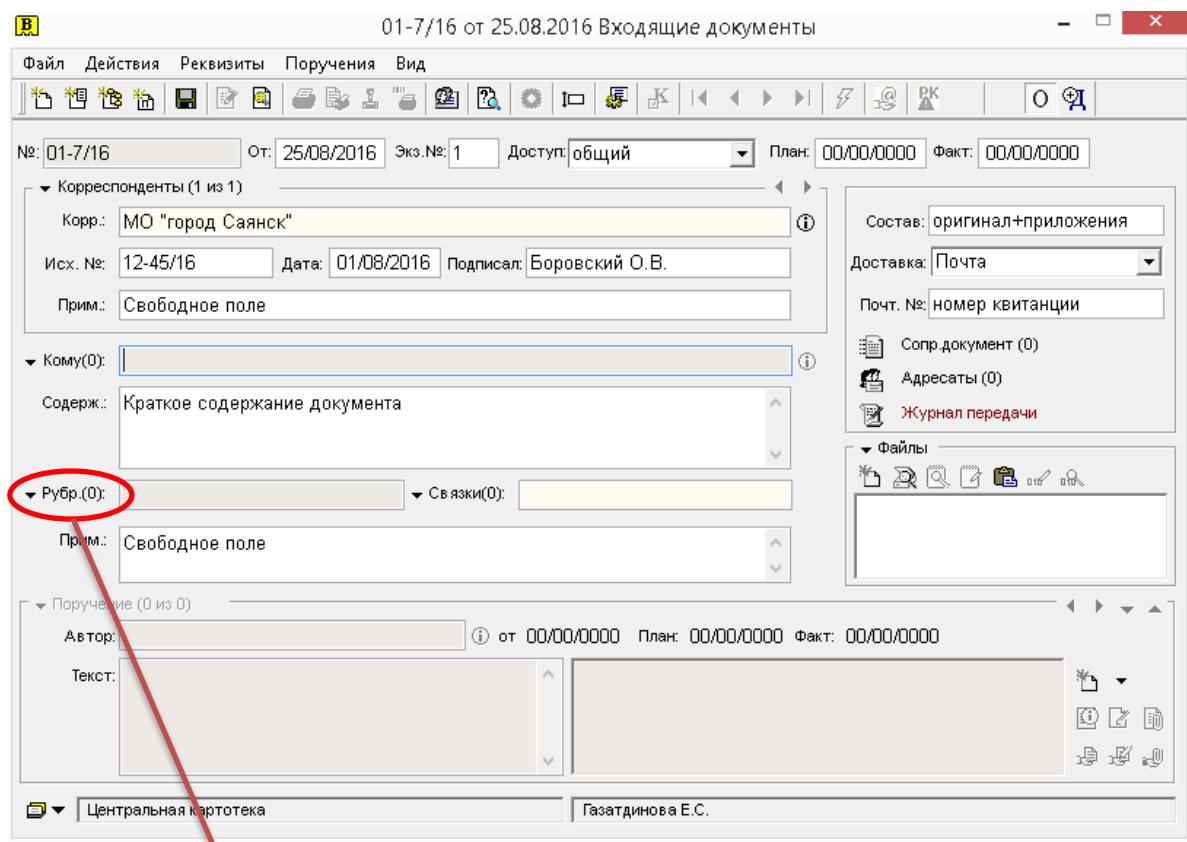 01-7/16 от 25.08.2016 Входящие документы
Файл Действия Реквизиты Поручения Вид
РК О Д
№: 01-7/16 От: 25/08/2016 Экз.№: 1 Доступ: общий План: 00/00/0000 Факт: 00/00/0000
Корреспонденты (1 из 1)
Корр.: МО "город Саянск" Состав: оригинал+приложения
Исх. №: 12-45/16 Дата: 01/08/2016 Подписал: Боровский О.В. Доставка: Почта
Прим.: Свободное поле Почт. №: номер квитанции
Сопр.документ (0)
Кому(0):
Адресаты (0)
Содерж.: Краткое содержание документа Журнал передачи
Файлы
Рубр.(0): Связки(0):
Прим.: Свободное поле
Поручение (0 из 0)
Автор: от 00/00/0000 План: 00/00/0000 Факт: 00/00/0000
Текст:
Центральная картотека Газатдинова Е.С.